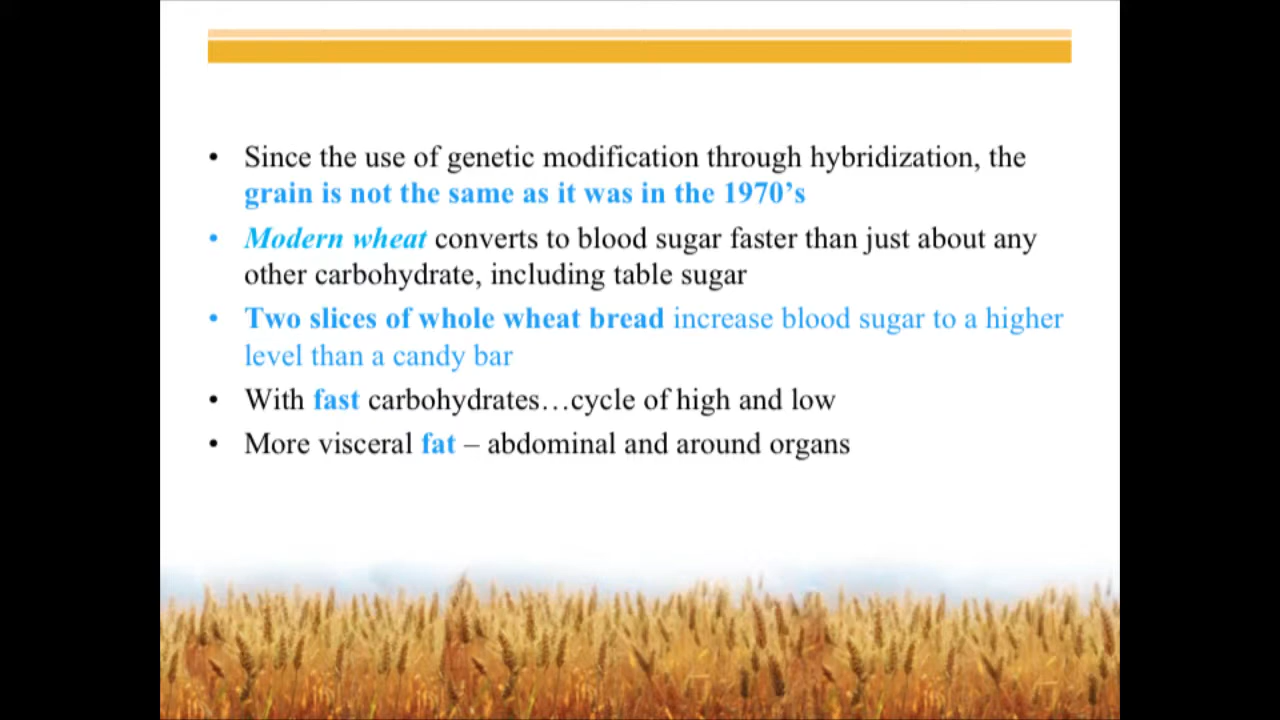 • Since the use of genetic modification through hybridization, the
grain is not the same as it was in the 1970’s
• Modern wheat converts to blood sugar faster than just about any
other carbohydrate, including table sugar
• Two slices of whole wheat bread increase blood sugar to a higher
level than a candy bar
• With fast carbohydrates…cycle of high and low
• More visceral fat – abdominal and around organs